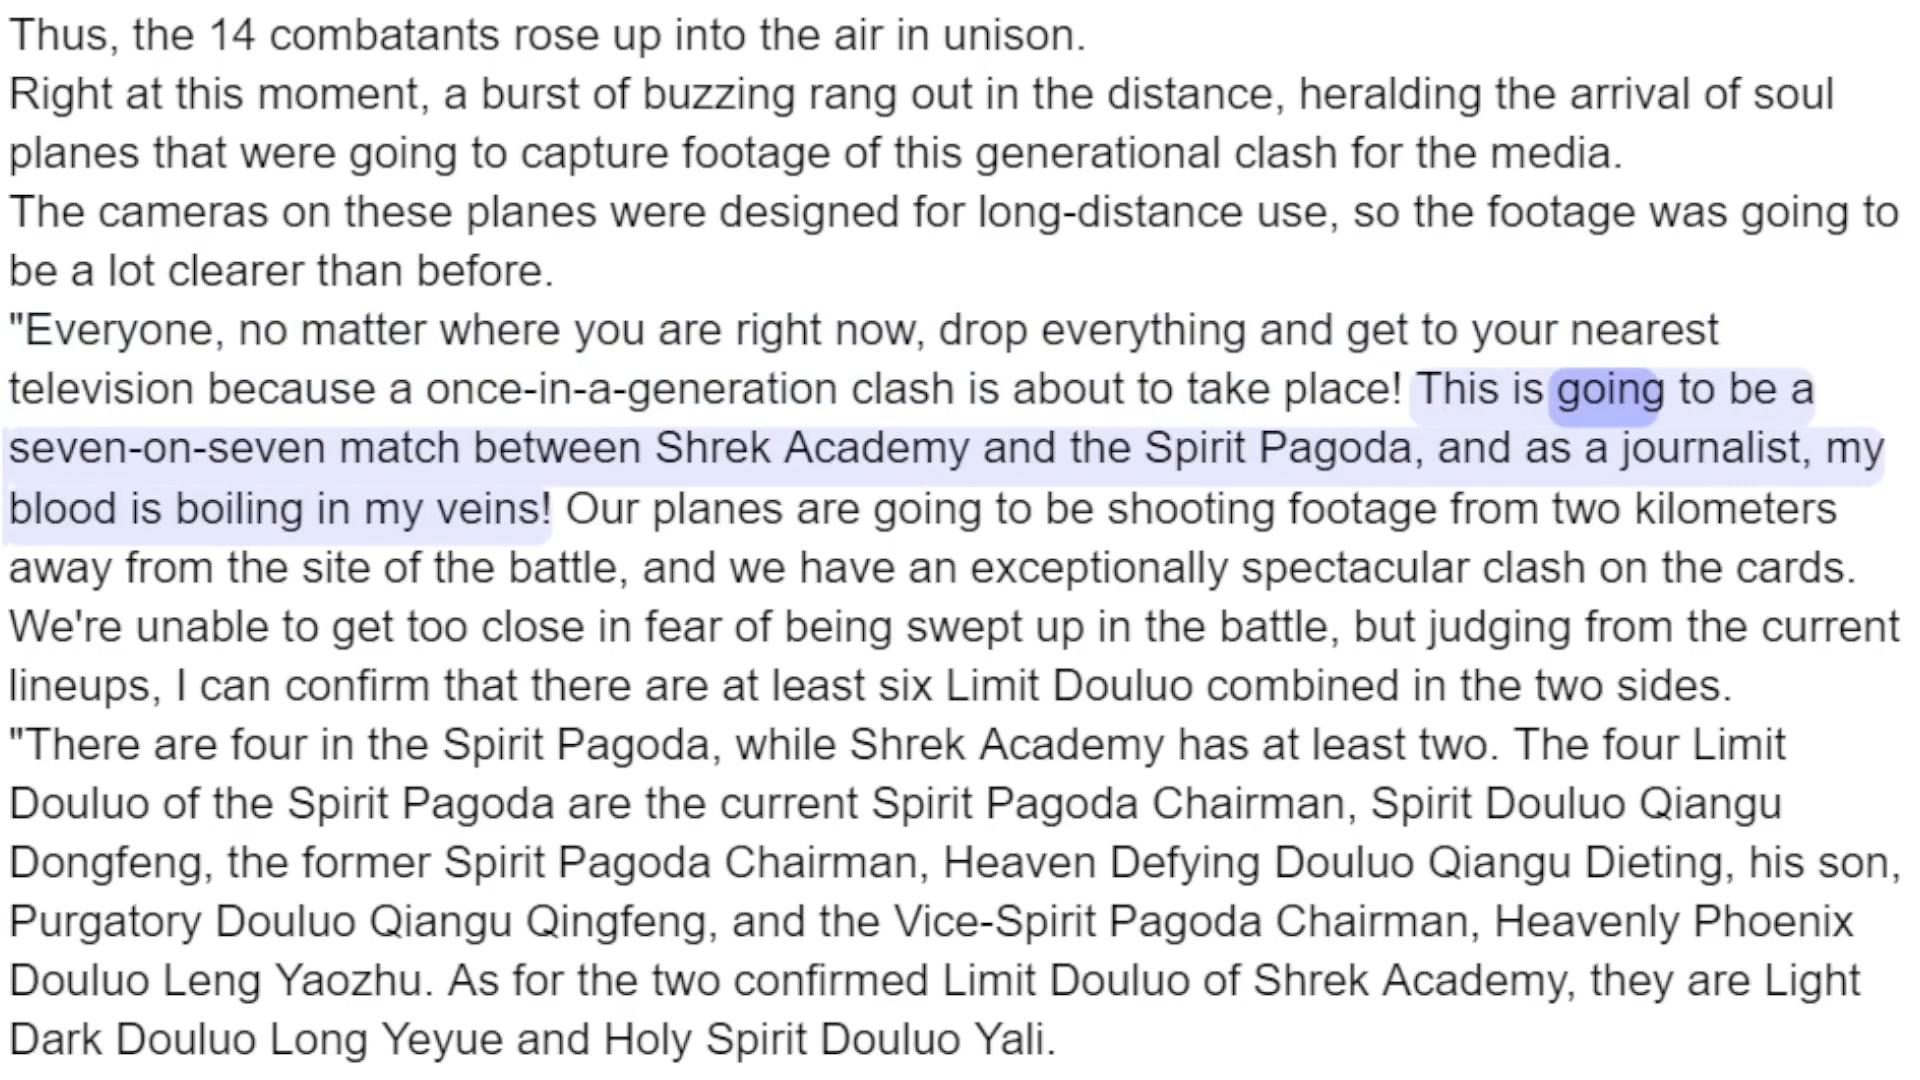 Thus, the 14 combatants rose up into the air in unison.
Right at this moment, a burst of buzzing rang out in the distance, heralding the arrival of soul
planes that were going to capture footage of this generational clash for the media.
The cameras on these planes were designed for long-distance use, so the footage was going to
be a lot clearer than before.
"Everyone, no matter where you are right now, drop everything and get to your nearest
television because a once-in-a-generation clash is about to take place! This is going to be a
seven-on-seven match between Shrek Academy and the Spirit Pagoda, and as a journalist, my
blood is boiling in my veins! Our planes are going to be shooting footage from two kilometers
away from the site of the battle, and we have an exceptionally spectacular clash on the cards.
We're unable to get too close in fear of being swept up in the battle, but judging from the current
lineups, I can confirm that there are at least six Limit Douluo combined in the two sides.
"There are four in the Spirit Pagoda, while Shrek Academy has at least two. The four Limit
Douluo of the Spirit Pagoda are the current Spirit Pagoda Chairman, Spirit Douluo Qiangu
Dongfeng, the former Spirit Pagoda Chairman, Heaven Defying Douluo Qiangu Dieting, his son,
Purgatory Douluo Qiangu Qingfeng, and the Vice-Spirit Pagoda Chairman, Heavenly Phoenix
Douluo Leng Yaozhu. As for the two confirmed Limit Douluo of Shrek Academy, they are Light
Dark Douluo Long Yeyue and Holy Spirit Douluo Yali.